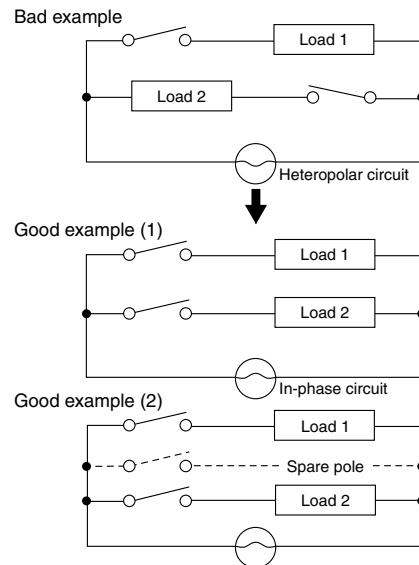 Bad example
Load 1
Load 2
Heteropolar circuit
Good example (1)
Load 1
Load 2
In-phase circuit
Good example (2)
Load 1
Spare pole
Load 2